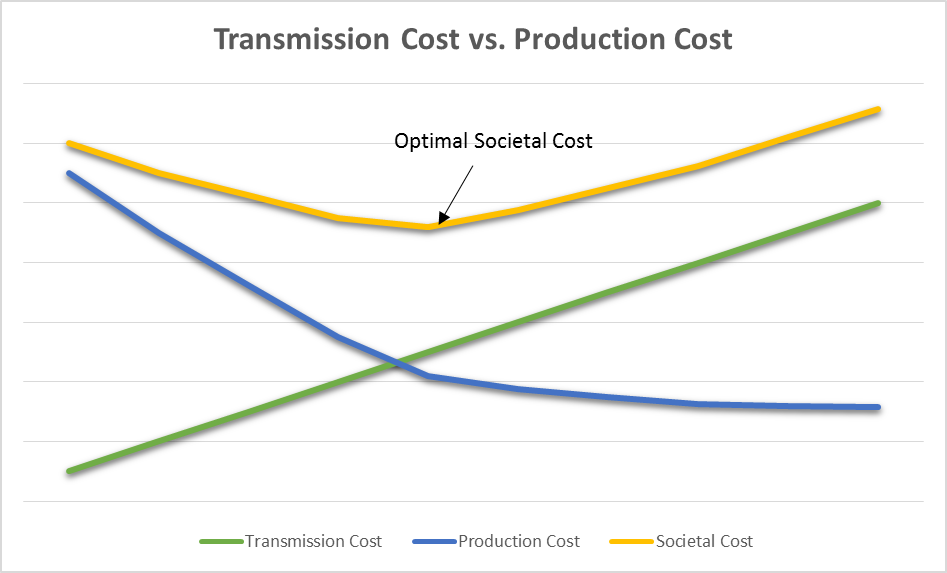 Transmission Cost vs. Production Cost
Optimal Societal Cost
Transmission Cost
Production Cost
Societal Cost